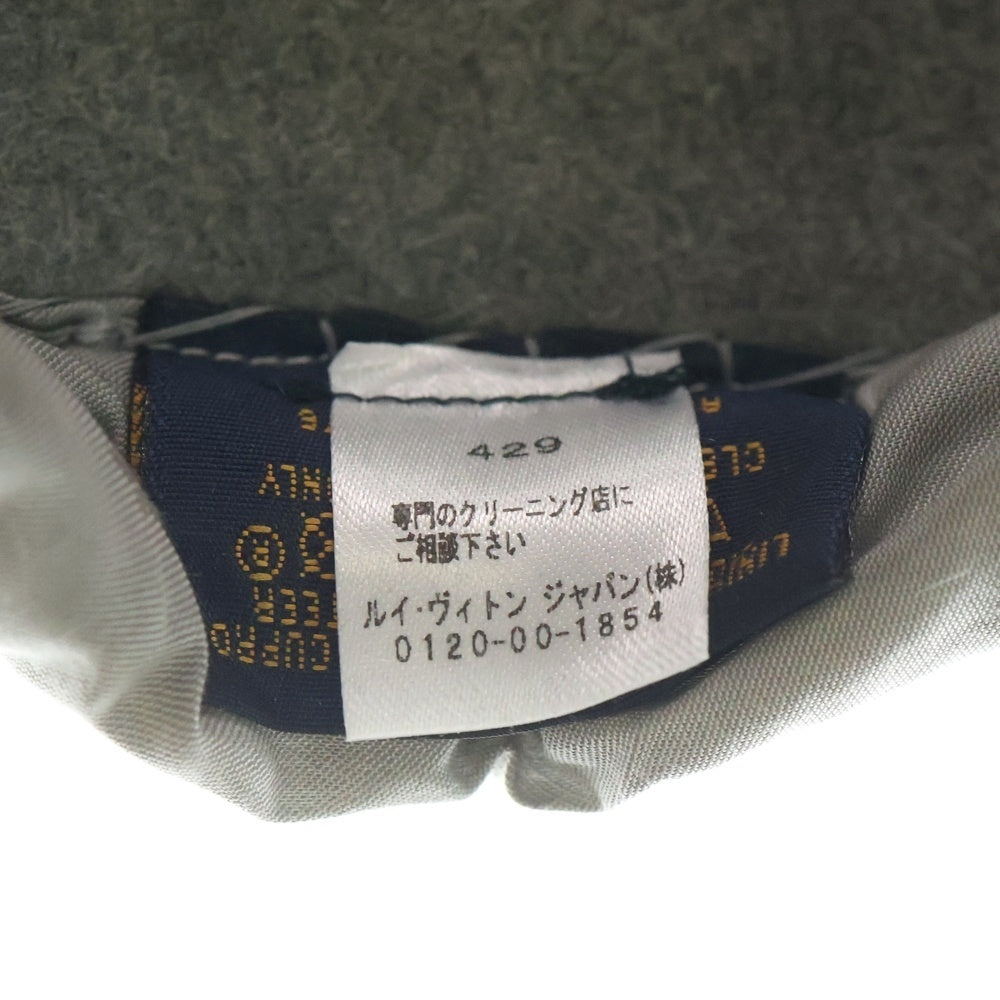 429
専門のクリーニング店に
ご相談下さい
ルイ・ヴィトン ジャパン(株)
0120-00-1854
CUPRO